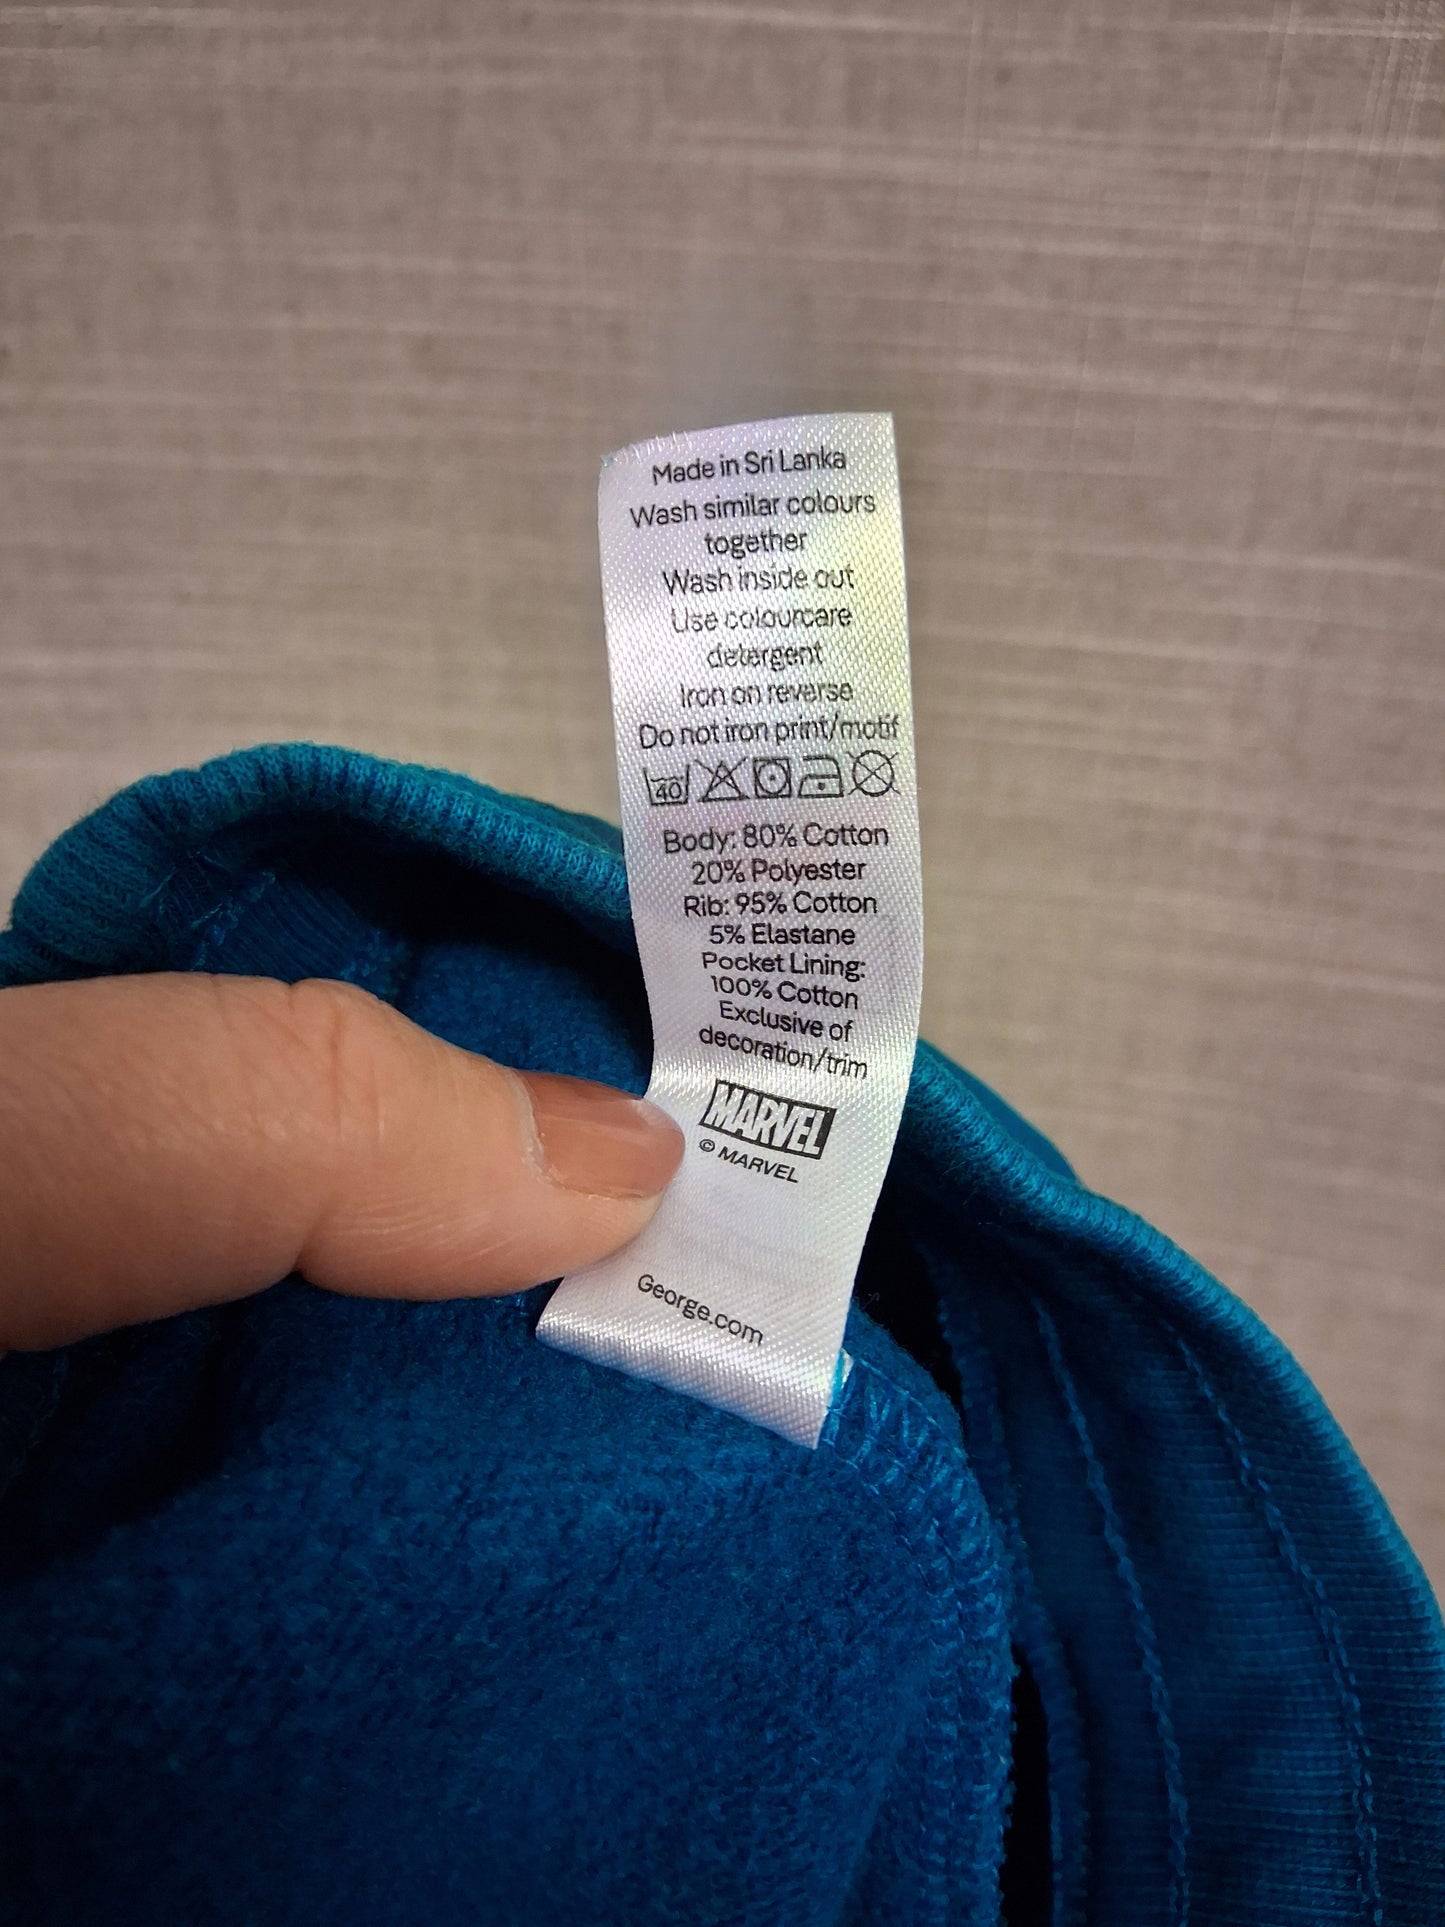 Made in Sri Lanka
Wash similar colours
together
Wash inside out
Use colourcare
detergent
Iron on reverse
Do not iron print/motif
40
Body: 80% Cotton
20% Polyester
Rib: 95% Cotton
5% Elastane
Pocket Lining:
100% Cotton
Exclusive of
decoration/trim
MARVEL
© MARVEL
George.com